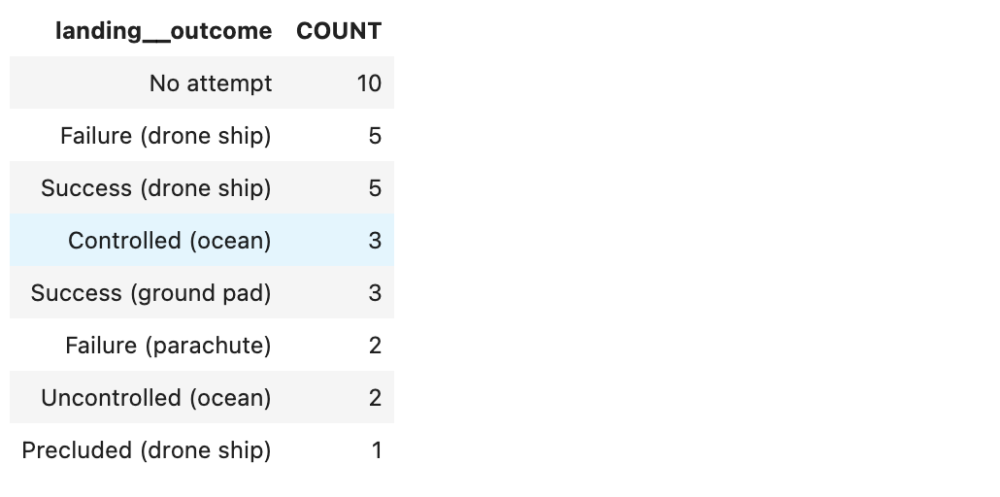 landing__outcome COUNT
No attempt 10
Failure (drone ship) 5
Success (drone ship) 5
Controlled (ocean) 3
Success (ground pad) 3
Failure (parachute) 2
Uncontrolled (ocean) 2
Precluded (drone ship) 1